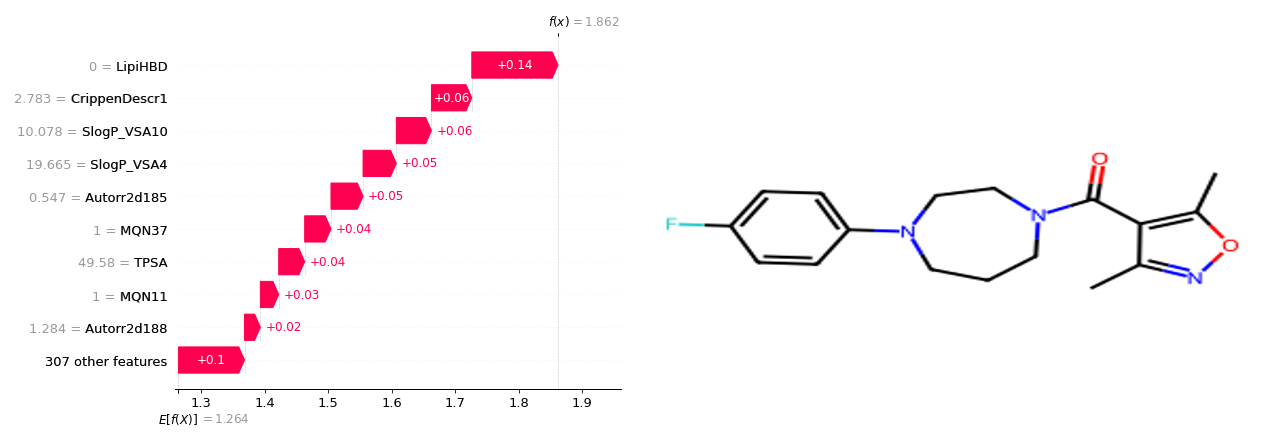 f(x) = 1.862
0 = LipiHBD +0.14
2.783 = CrippenDescr1 +0.06
10.078 = SlogP_VSA10 +0.06
19.665 = SlogP_VSA4 +0.05
0.547 = Autorr2d185 +0.05
1 = MQN37 +0.04
49.58 = TPSA +0.04
1 = MQN11 +0.03
1.284 = Autorr2d188 +0.02
307 other features +0.1
1.3 1.4 1.5 1.6 1.7 1.8 1.9
E[f(X)] = 1.264
O
F
N
N
O
N